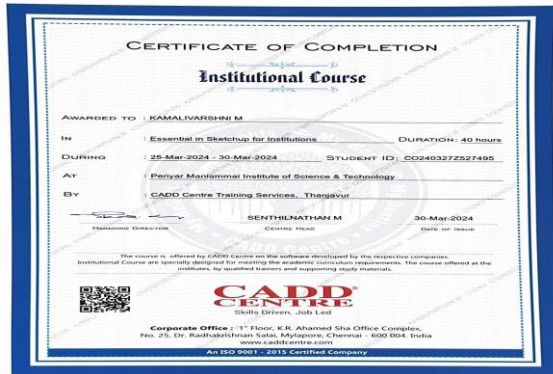 CERTIFICATE OF COMPLETION
Institutional Course
AWARDED TO : KAMALIVARSHNI M
IN : Essential in Sketchup for Institutions DURATION: 40 hours
DURING : 25-Mar-2024 - 30-Mar-2024 STUDENT ID: CO240327Z527495
AT : Periyar Maniammai Institute of Science & Technology
BY : CADD Centre Training Services, Thanjavur
SENTHILNATHAN M 30-Mar-2024
MANAGING DIRECTOR CENTRE HEAD DATE OF ISSUE
The course is offered by CADD Centre on the software developed by the respective companies.
Institutional Course are specially designed for meeting the academic curriculum requirements. The course offered at the
institutes, by qualified trainers and supporting study materials.
CADD
CENTRE
Skills Driven. Job Led
Corporate Office : 1st Floor, K.R. Ahamed Sha Office Complex,
No. 25, Dr. Radhakrishnan Salai, Mylapore, Chennai - 600 004. India
www.caddcentre.com
An ISO 9001 - 2015 Certified Company